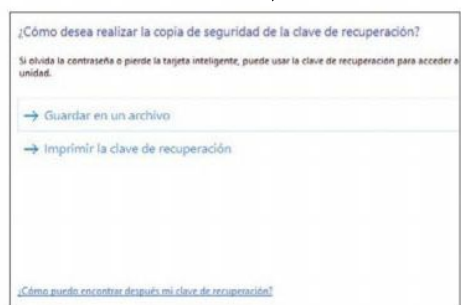 ¿Cómo desea realizar la copia de seguridad de la clave de recuperación?
Si olvida la contraseña o pierde la tarjeta inteligente, puede usar la clave de recuperación para acceder a
unidad.
→ Guardar en un archivo
→ Imprimir la clave de recuperación
¿Cómo puedo encontrar después mi clave de recuperación?